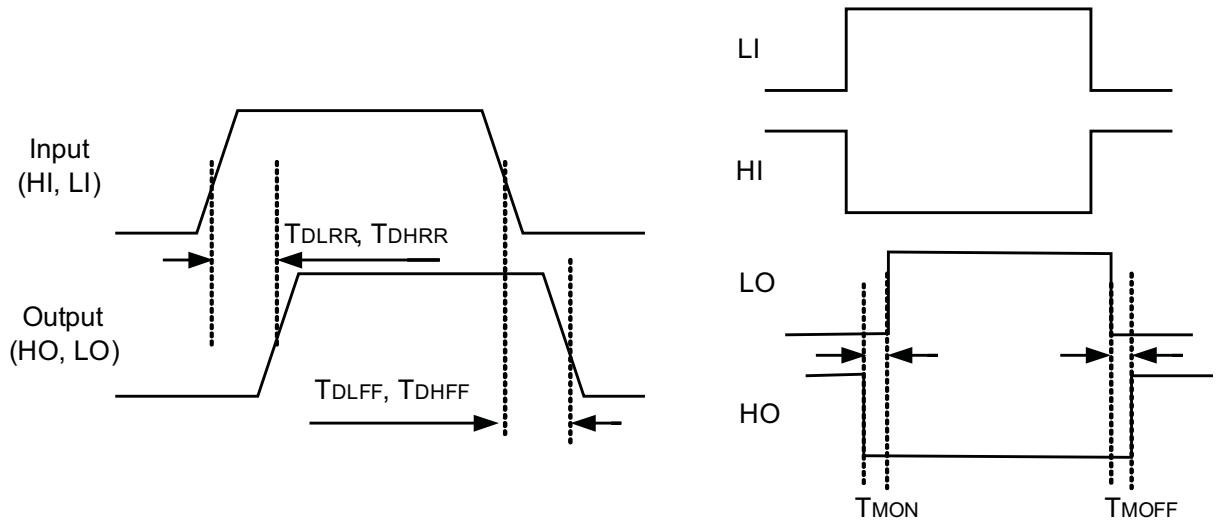 Input
(HI, LI)
TDLRR, TDHRR
Output
(HO, LO)
TDLFF, TDHFF
LI
HI
LO
HO
TMON
TMOFF